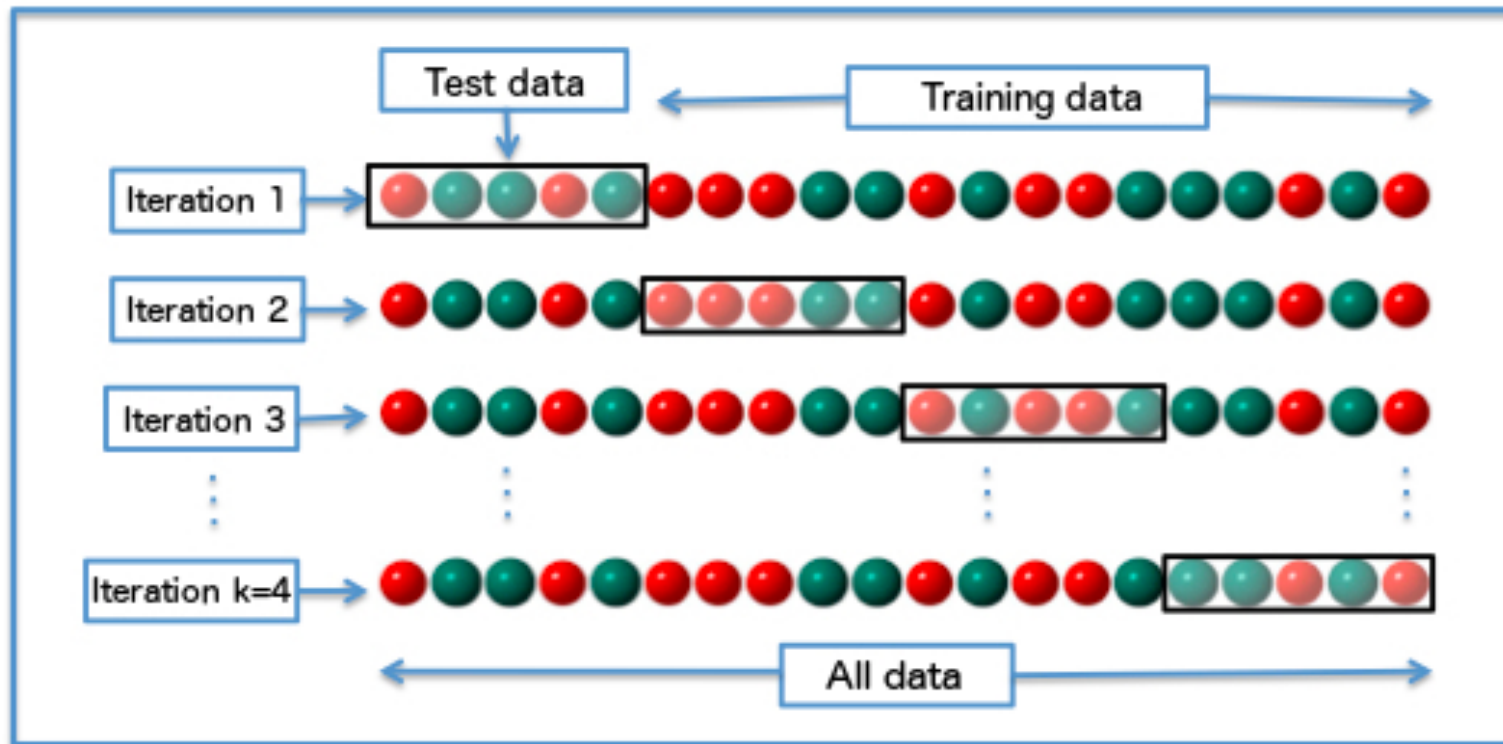 Test data
Training data
Iteration 1
Iteration 2
Iteration 3
Iteration k=4
All data